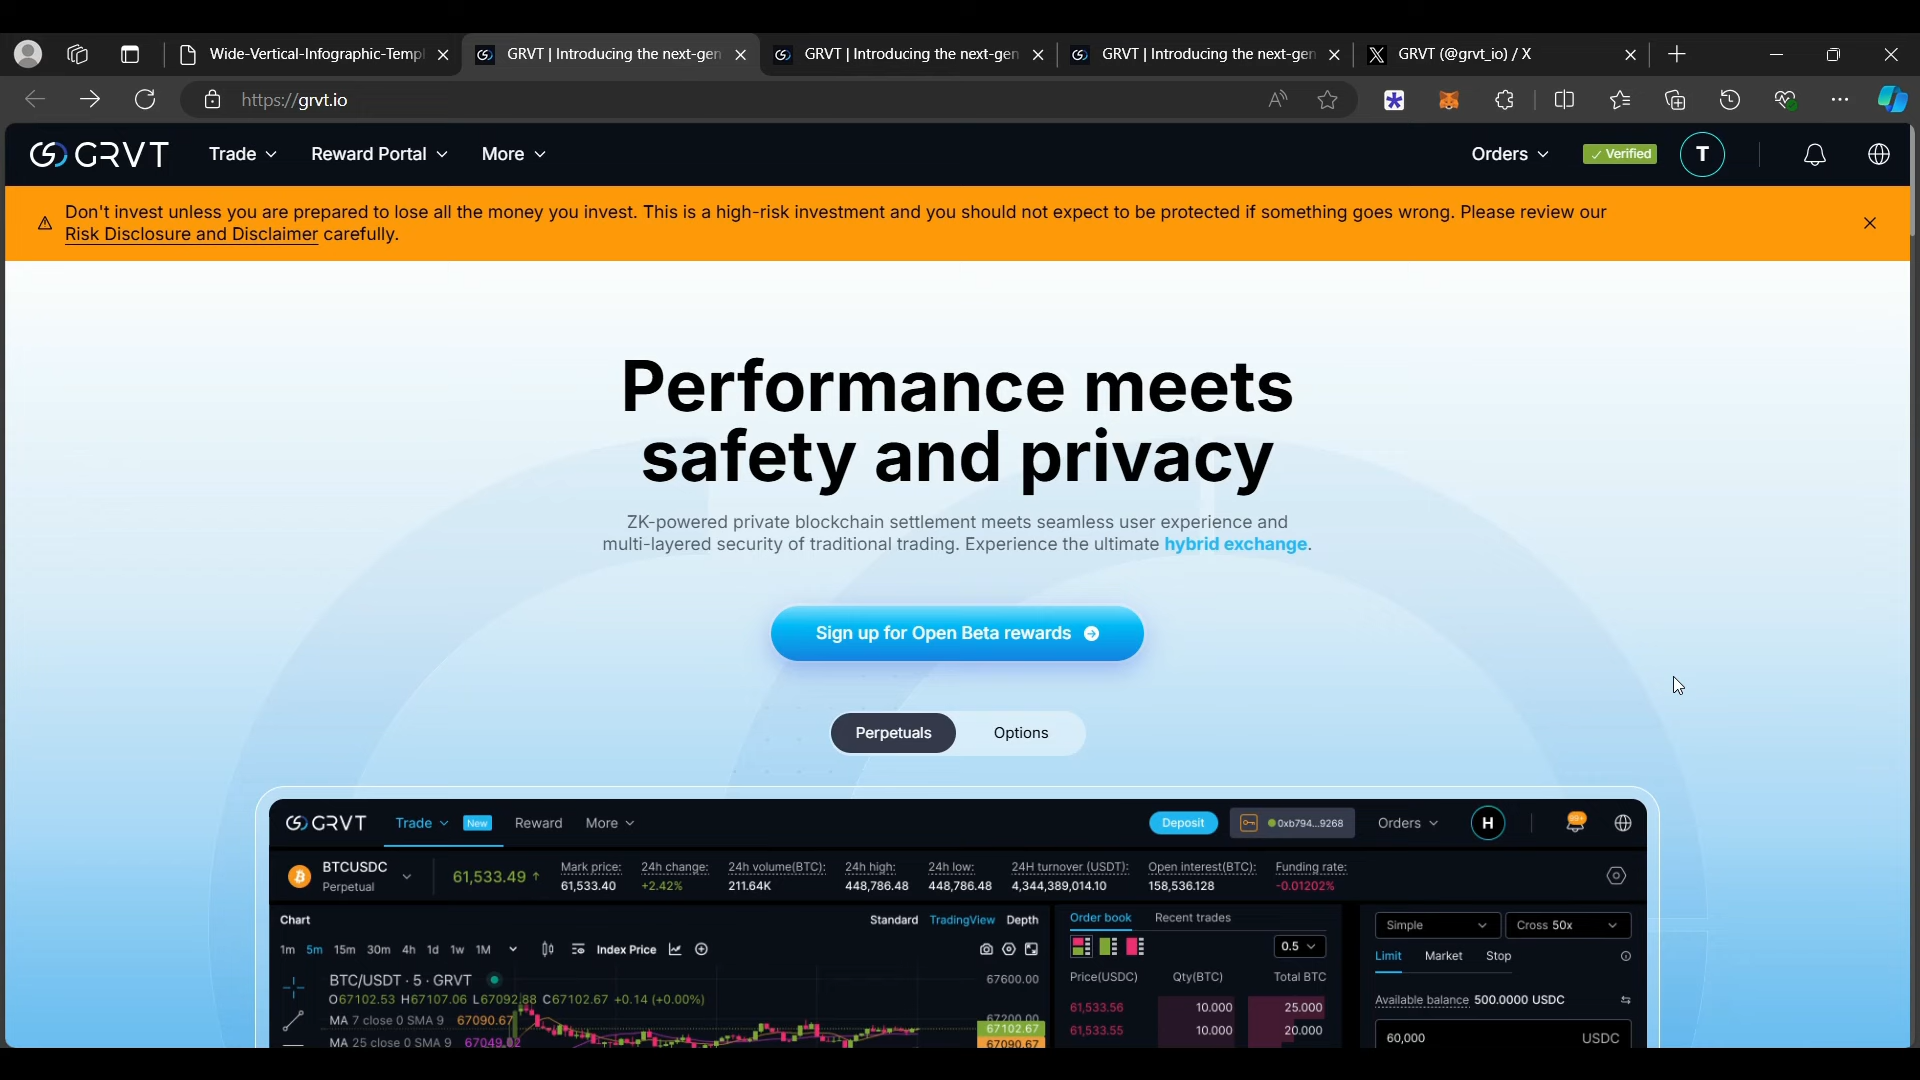 Wide-Vertical-Infographic-Templ
GRVT | Introducing the next-gen
GRVT | Introducing the next-gen
GRVT | Introducing the next-gen
GRVT (@grvt_io) / X
https://grvt.io
GRVT
Trade
Reward Portal
More
Orders
✓ Verified
T
Don't invest unless you are prepared to lose all the money you invest. This is a high-risk investment and you should not expect to be protected if something goes wrong. Please review our
Risk Disclosure and Disclaimer carefully.
Performance meets
safety and privacy
ZK-powered private blockchain settlement meets seamless user experience and
multi-layered security of traditional trading. Experience the ultimate hybrid exchange.
Sign up for Open Beta rewards
Perpetuals
Options
GRVT
Trade
New
Reward
More
Deposit
0xb794...9268
Orders
H
99+
BTCUSDC
Perpetual
61,533.49 ↑
Mark price:
61,533.40
24h change:
+2.42%
24h volume(BTC):
211.64K
24h high:
448,786.48
24h low:
448,786.48
24H turnover (USDT):
4,344,389,014.10
Open interest(BTC):
158,536.128
Funding rate:
-0.01202%
Chart
Standard
TradingView
Depth
1m 5m 15m 30m 4h 1d 1w 1M
Index Price
BTC/USDT · 5 · GRVT
O67102.53 H67107.06 L67092.88 C67102.67 +0.14 (+0.00%)
MA 7 close 0 SMA 9 67090.67
MA 25 close 0 SMA 9 67049.02
67600.00
67200.00
67102.67
67090.67
Order book
Recent trades
0.5
Price(USDC) Qty(BTC) Total BTC
61,533.56 10.000 25.000
61,533.55 10.000 20.000
Simple
Cross 50x
Limit
Market
Stop
Available balance 500.0000 USDC
60,000 USDC